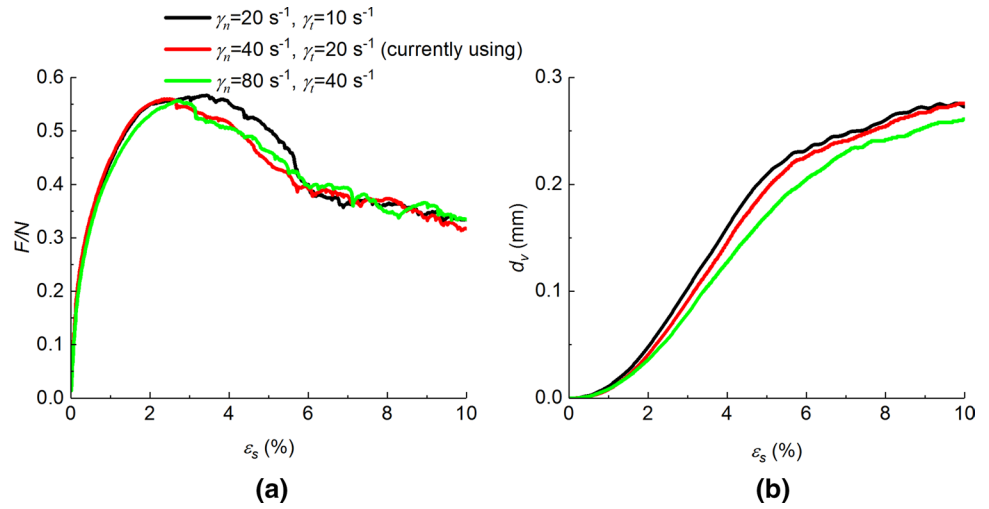 γn=20 s⁻¹, γt=10 s⁻¹
γn=40 s⁻¹, γt=20 s⁻¹ (currently using)
γn=80 s⁻¹, γt=40 s⁻¹
F/N
0.6
0.5
0.4
0.3
0.2
0.1
0.0
0 2 4 6 8 10
εs (%)
(a)
dv (mm)
0.3
0.2
0.1
0.0
0 2 4 6 8 10
εs (%)
(b)